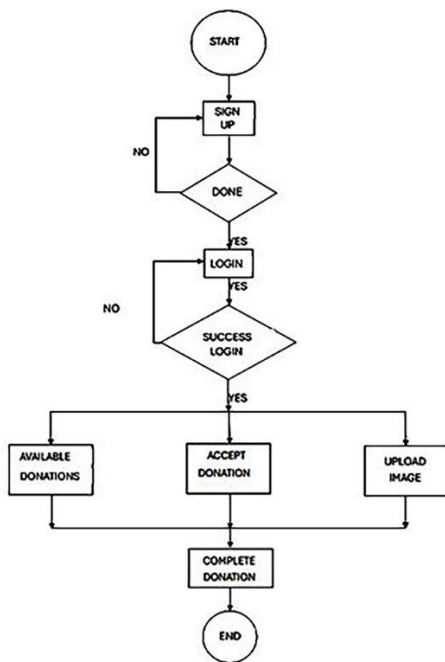 START
SIGN
UP
NO
DONE
YES
LOGIN
YES
NO
SUCCESS
LOGIN
YES
AVAILABLE
DONATIONS
ACCEPT
DONATION
UPLOAD
IMAGE
COMPLETE
DONATION
END